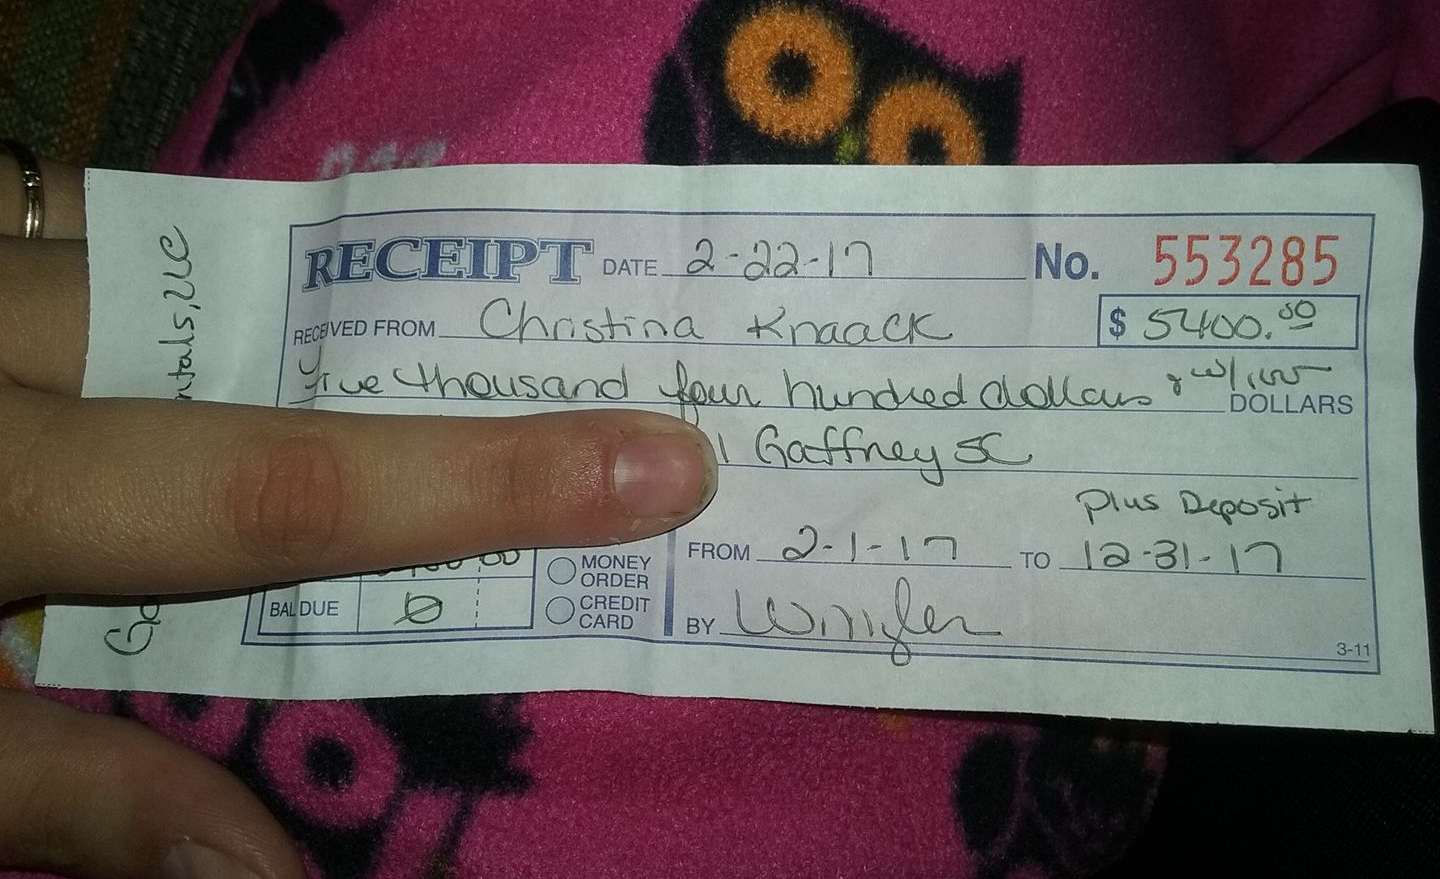 RECEIPT DATE 2-22-17 No. 553285
RECEIVED FROM Christina Knaack $ 5400.00
Five thousand four hundred dollars DOLLARS
Gaffney SC
Plus Deposit
FROM 2-1-17 TO 12-31-17
MONEY ORDER
BAL DUE Ø CREDIT CARD
BY
3-11
ntals, LLC